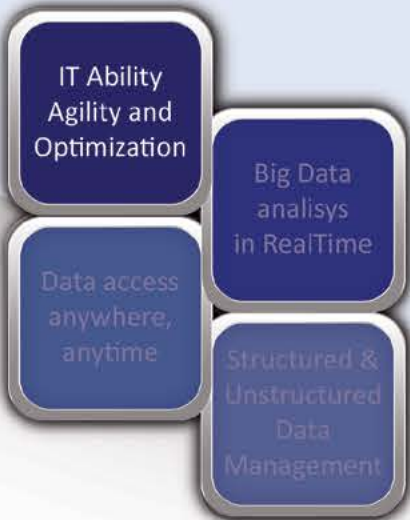 IT Ability
Agility and
Optimization
Big Data
analisys
in RealTime
Data access
anywhere,
anytime
Structured &
Unstructured
Data
Management